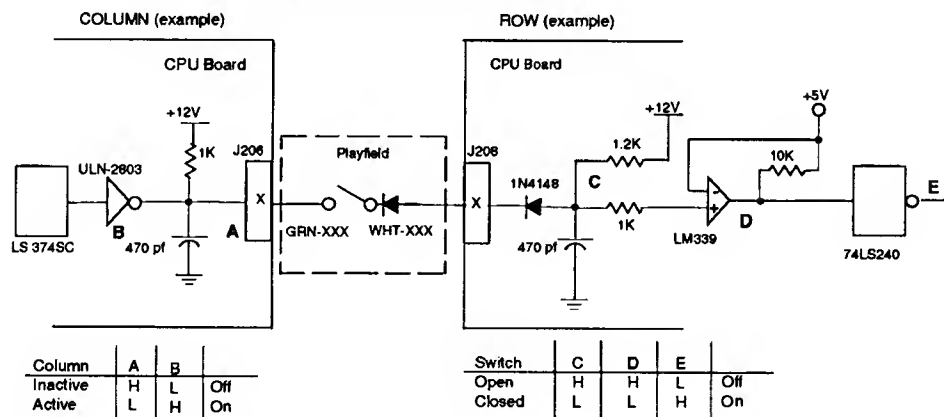 COLUMN (example)
CPU Board
+12V
1K
ULN-2803
B
LS 374SC
470 pf
J206
X
A
Playfield
GRN-XXX
WHT-XXX
ROW (example)
CPU Board
J208
X
1N4148
C
470 pf
+12V
1.2K
1K
LM339
D
+5V
10K
74LS240
E
Column A B
Inactive H L Off
Active L H On
Switch C D E
Open H H L Off
Closed L L H On